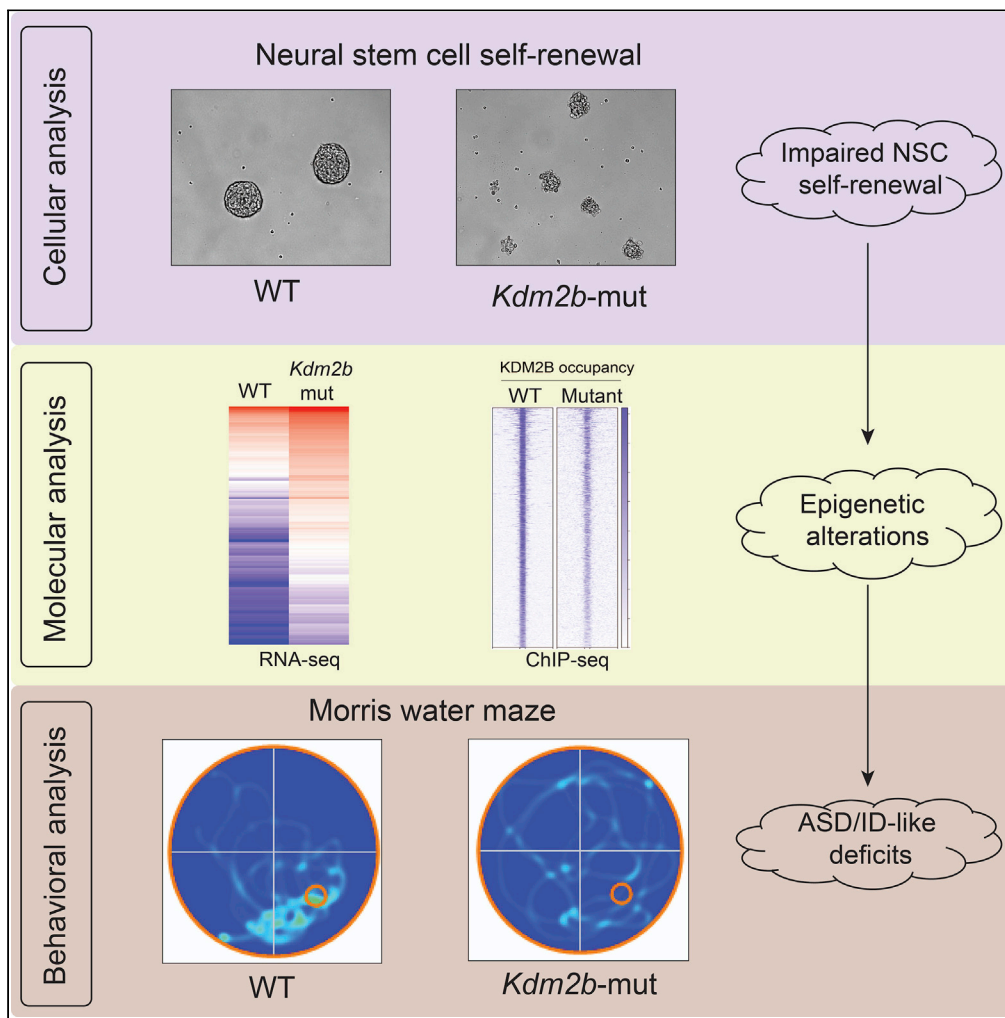 Cellular analysis
Neural stem cell self-renewal
WT
Kdm2b-mut
Impaired NSC
self-renewal
Molecular analysis
WT
Kdm2b
mut
RNA-seq
KDM2B occupancy
WT
Mutant
ChIP-seq
Epigenetic
alterations
Behavioral analysis
Morris water maze
WT
Kdm2b-mut
ASD/ID-like
deficits